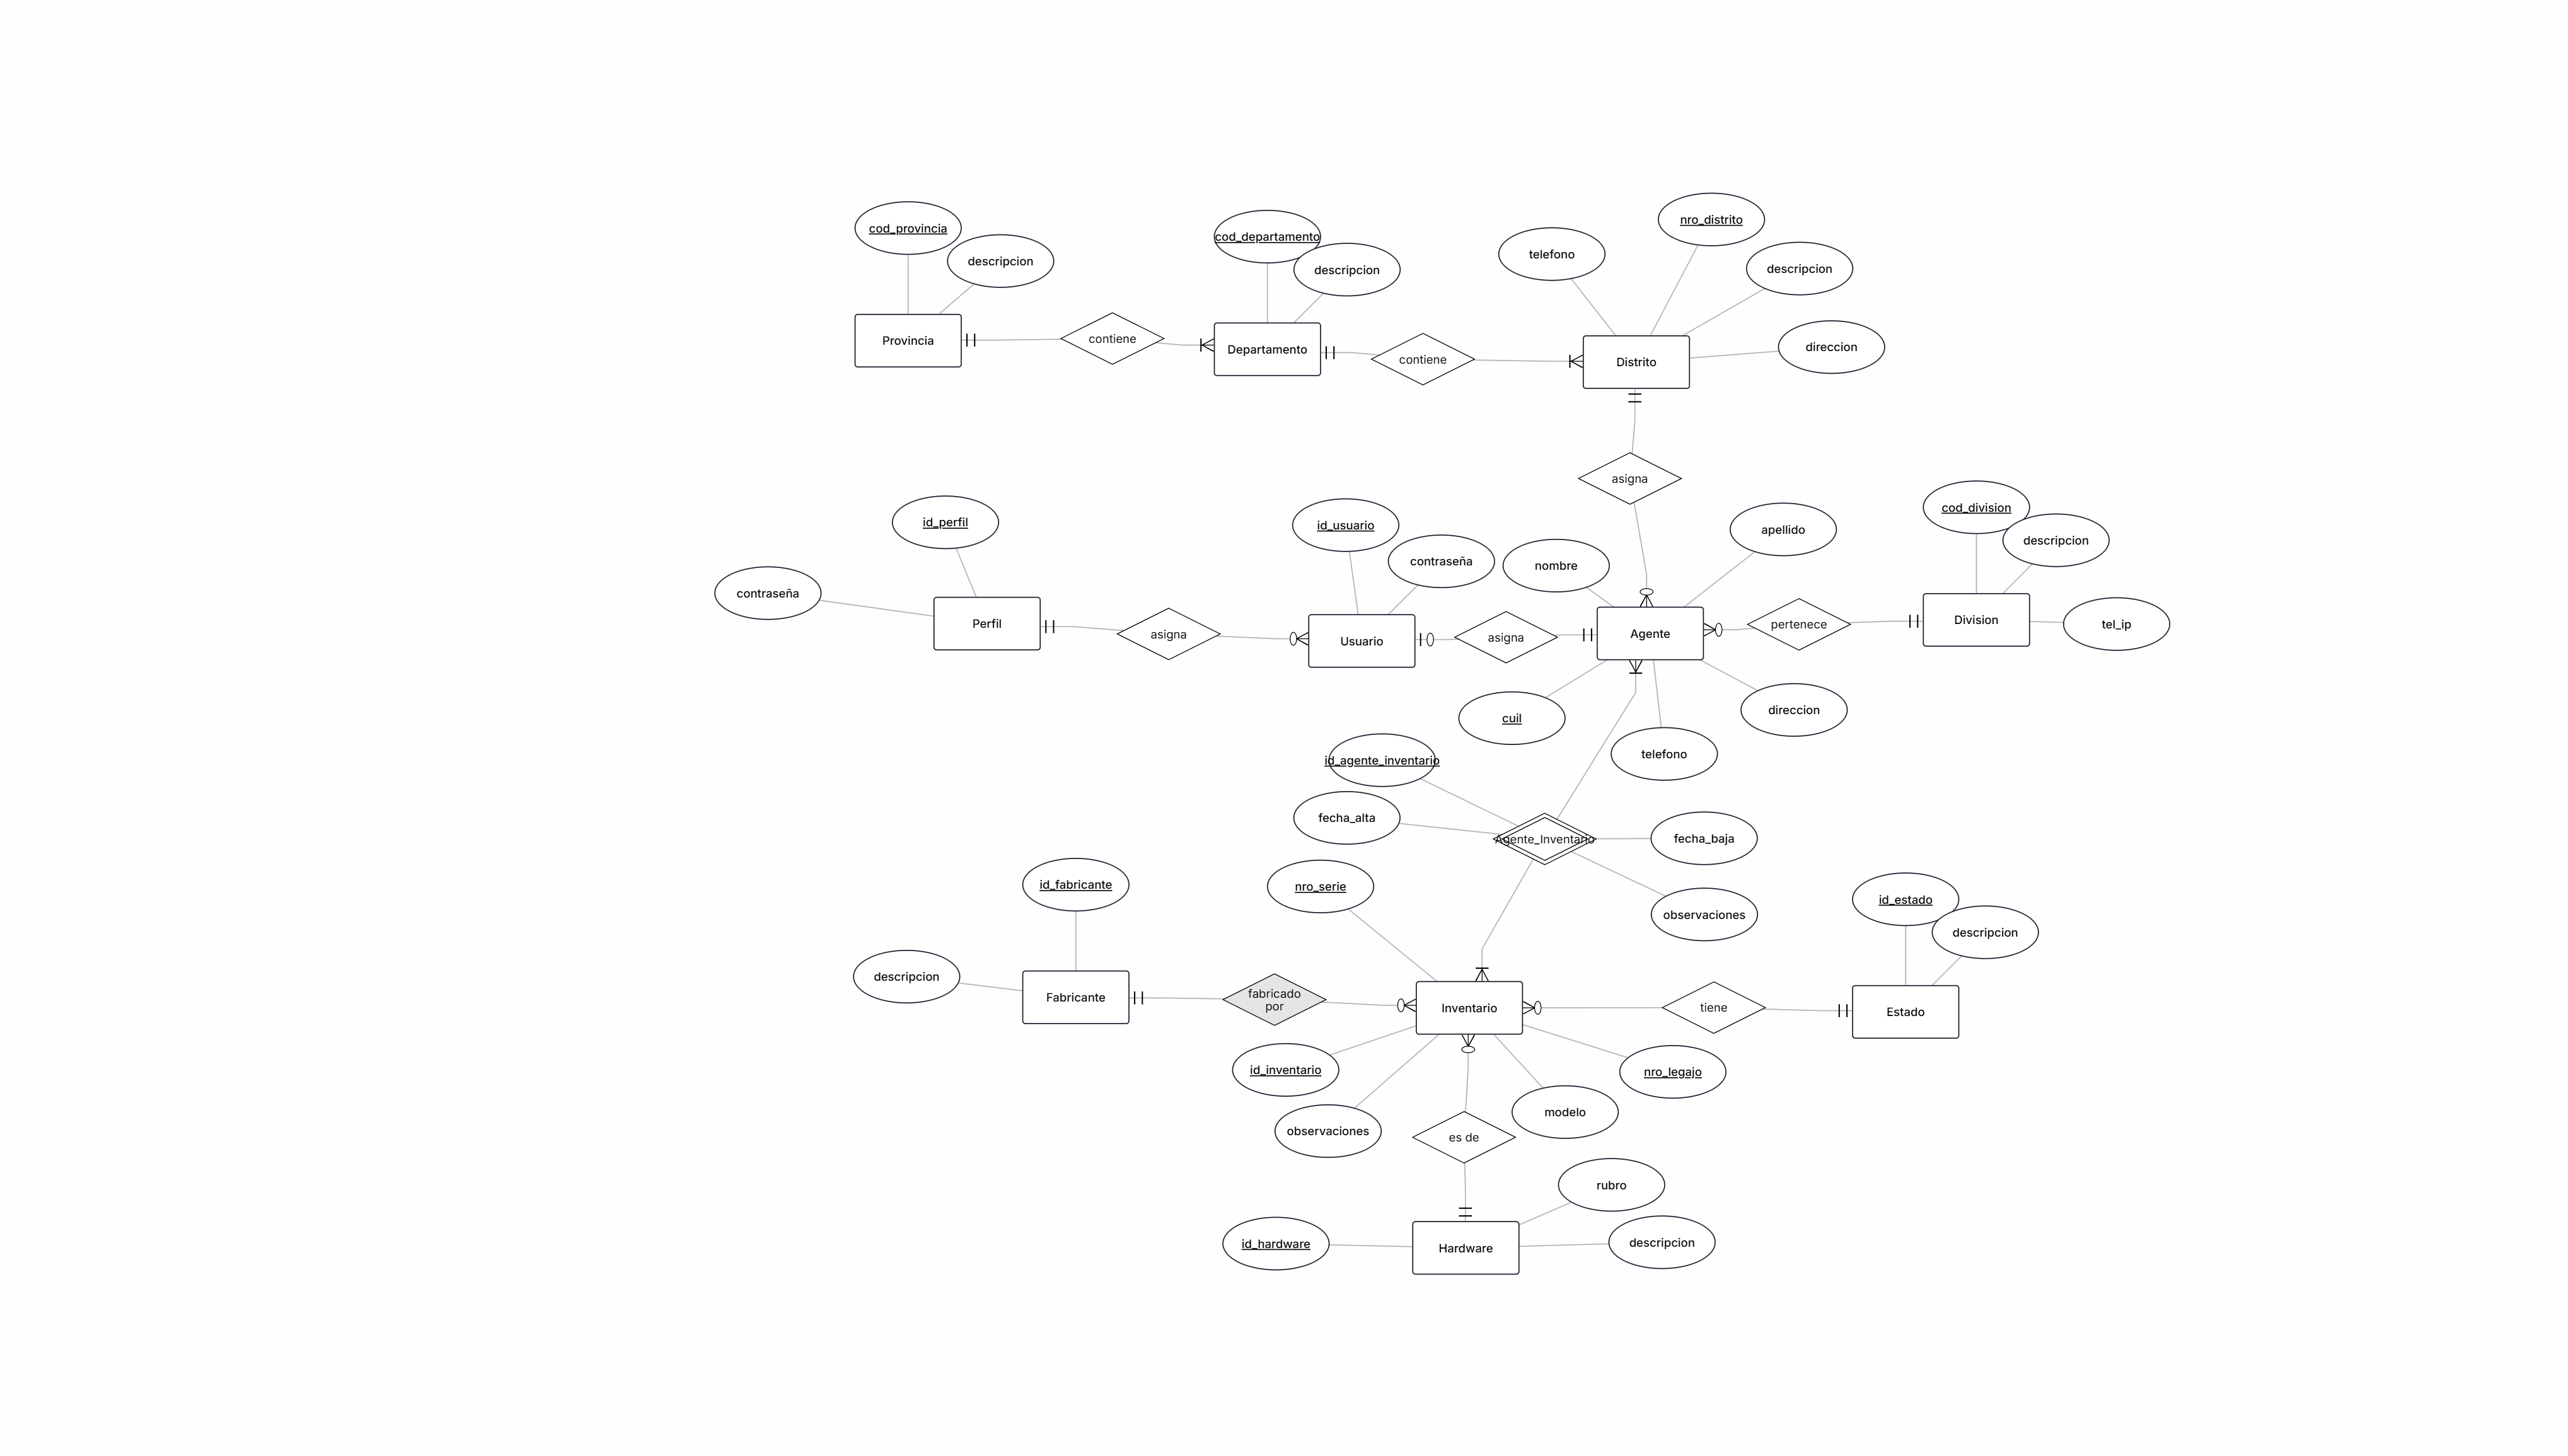 nro_distrito
cod_provincia
cod_departamento
telefono
descripcion
descripcion
descripcion
Provincia
contiene
Departamento
contiene
Distrito
direccion
asigna
cod_division
id_perfil
id_usuario
apellido
descripcion
contraseña
nombre
contraseña
Perfil
asigna
Usuario
asigna
Agente
pertenece
Division
tel_ip
cuil
direccion
telefono
id_agente_inventario
fecha_alta
Agente_Inventario
fecha_baja
id_fabricante
nro_serie
id_estado
observaciones
descripcion
descripcion
Fabricante
fabricado
por
Inventario
tiene
Estado
id_inventario
nro_legajo
modelo
observaciones
es de
rubro
id_hardware
Hardware
descripcion